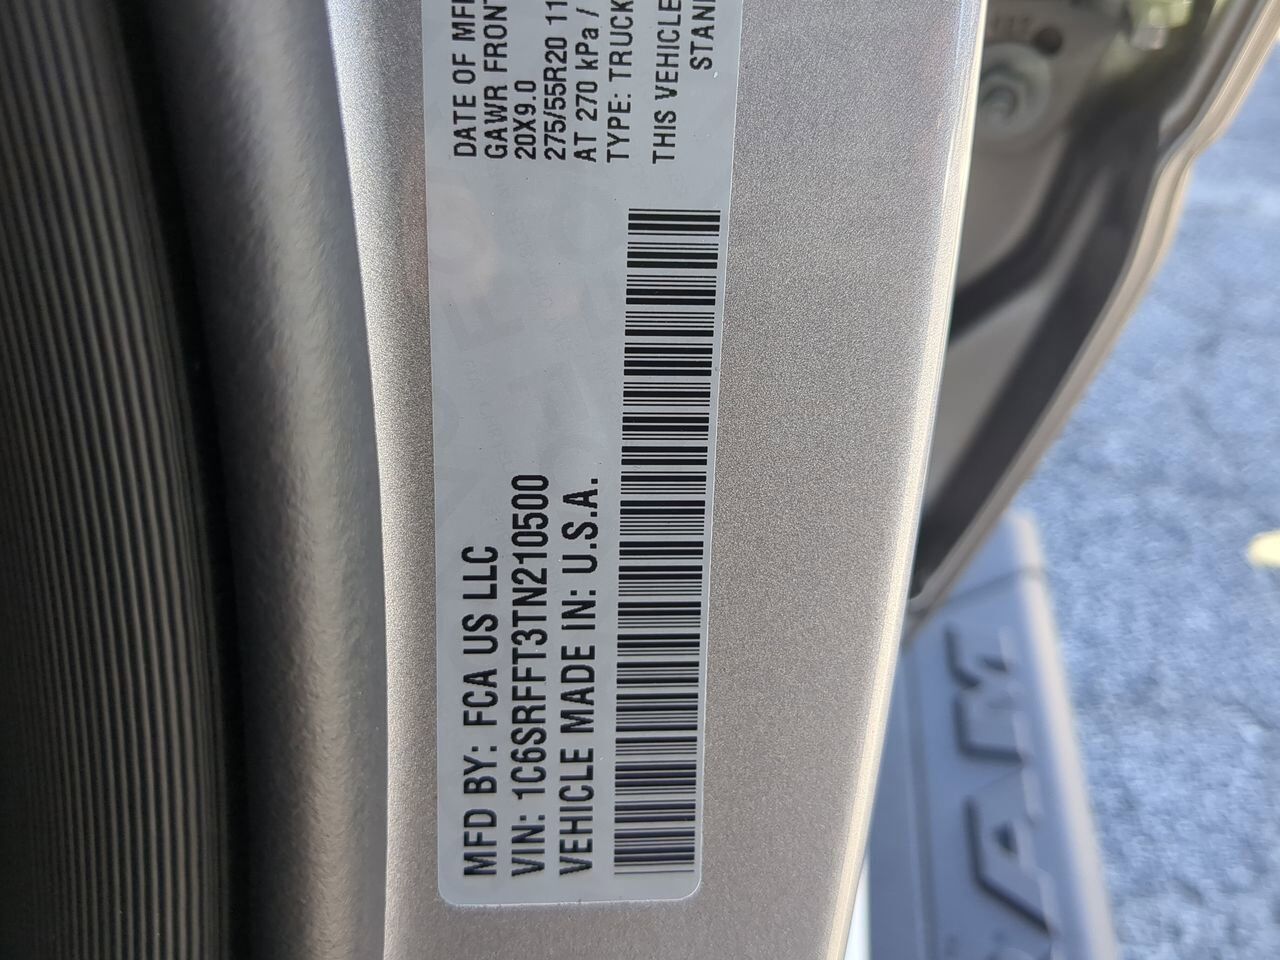 MFD BY: FCA US LLC
VIN: 1C6SRFFT3TN210500
VEHICLE MADE IN: U.S.A.
DATE OF MF
GAWR FRONT
20X9.0
275/55R20 11
AT 270 kPa /
TYPE: TRUCK
THIS VEHICLE
STAN
RAM